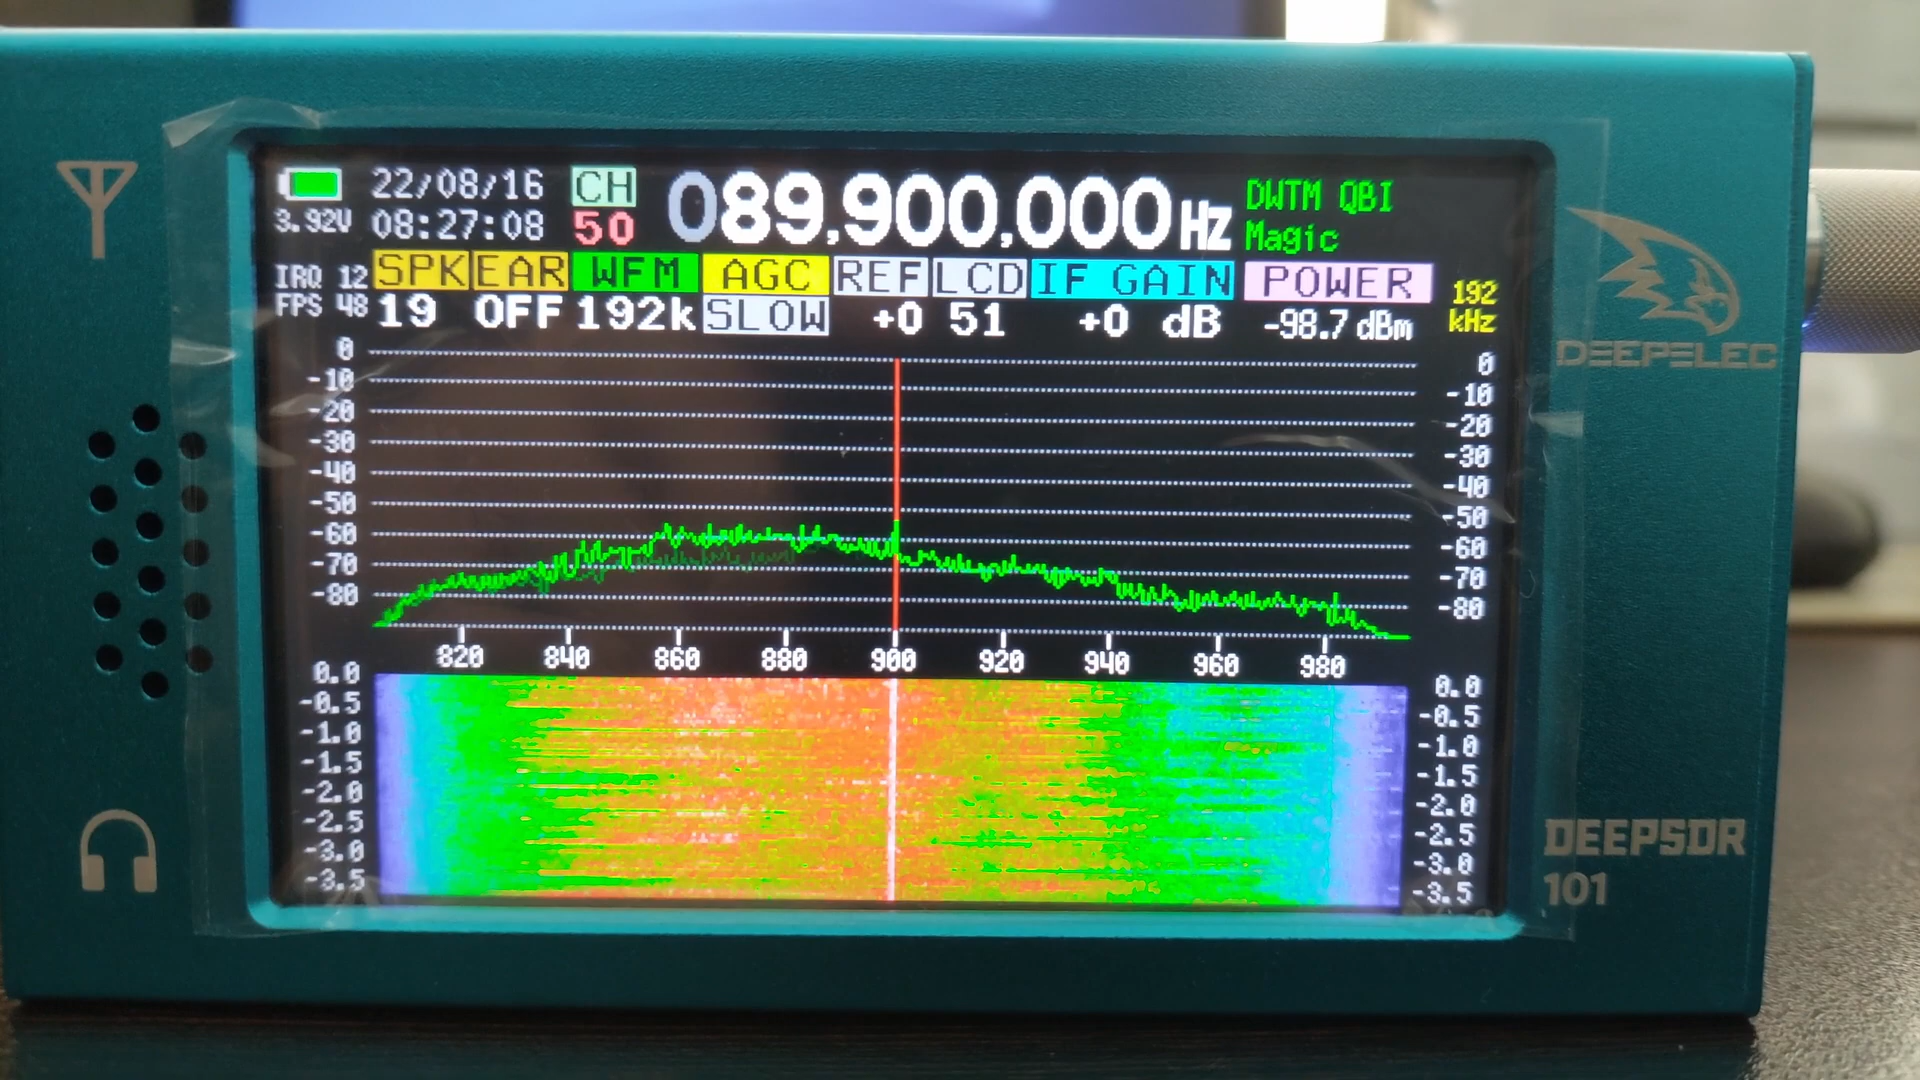 22/08/16 CH 089,900,000 Hz DWTM QBI
3.92V 08:27:08 50 Magic
IRQ 12 SPK EAR WFM AGC REF LCD IF GAIN POWER 192
FPS 48 19 OFF 192k SLOW +0 51 +0 dB -98.7 dBm kHz
0 0
-10 -10
-20 -20
-30 -30
-40 -40
-50 -50
-60 -60
-70 -70
-80 -80
820 840 860 880 900 920 940 960 980
0.0 0.0
-0.5 -0.5
-1.0 -1.0
-1.5 -1.5
-2.0 -2.0
-2.5 -2.5
-3.0 -3.0
-3.5 -3.5
DEEPELEC
DEEPSDR
101